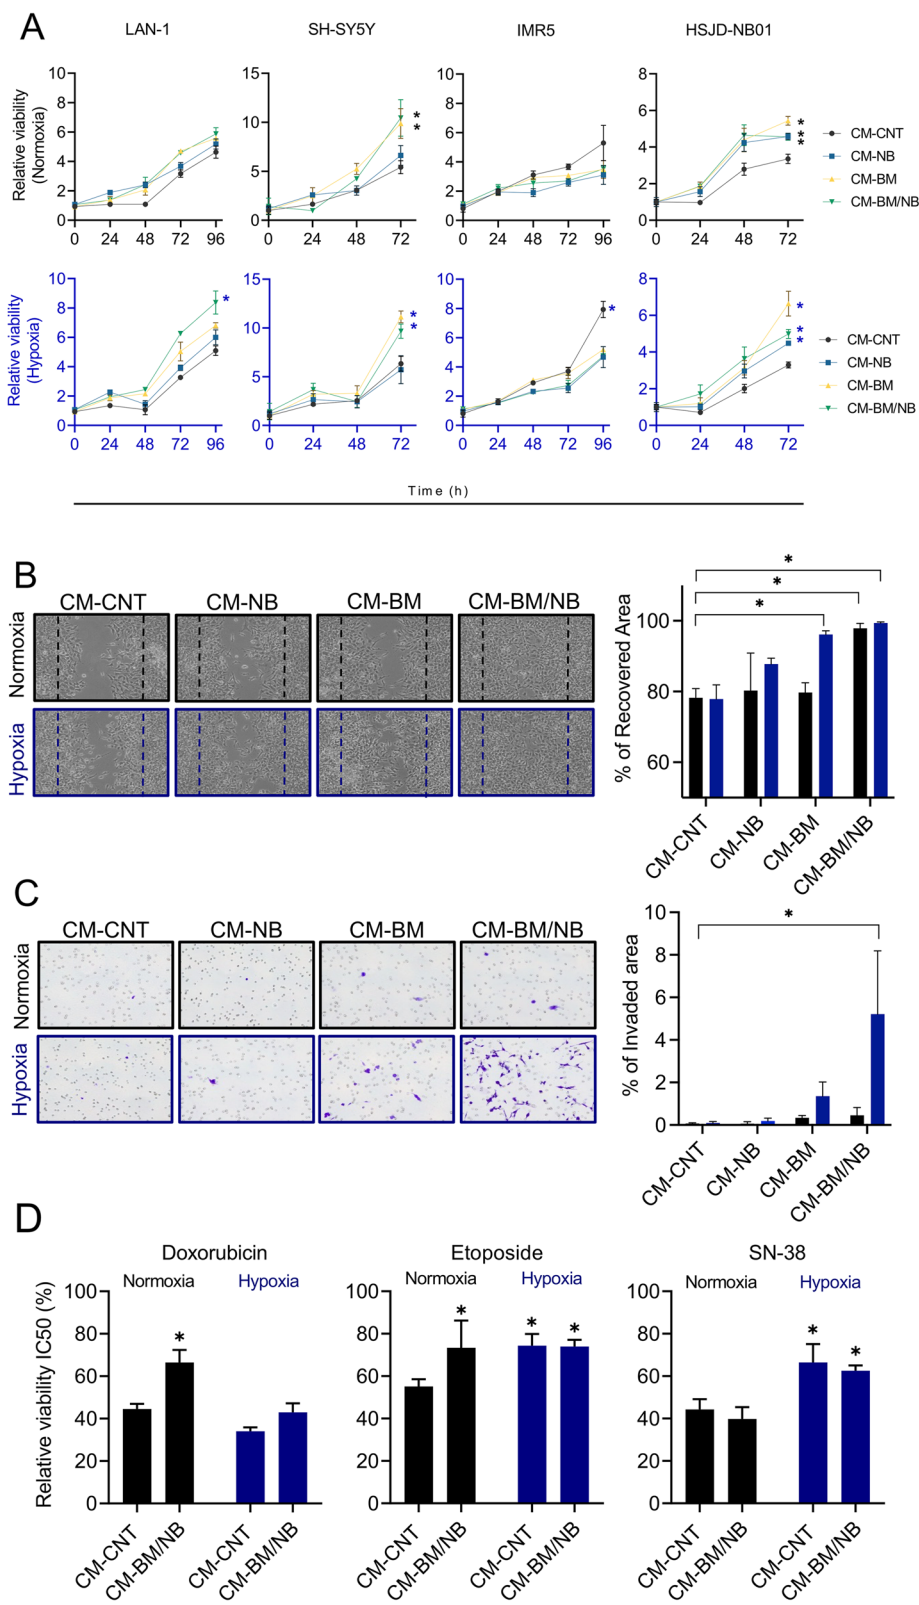 A
LAN-1
SH-SY5Y
IMR5
HSJD-NB01
Relative viability
(Normoxia)
10
8
6
4
2
0
0 24 48 72 96
15
10
5
0
0 24 48 72
*
*
10
8
6
4
2
0
0 24 48 72 96
8
6
4
2
0
0 24 48 72
*
*
*
CM-CNT
CM-NB
CM-BM
CM-BM/NB
Relative viability
(Hypoxia)
10
8
6
4
2
0
0 24 48 72 96
*
15
10
5
0
0 24 48 72
*
*
10
8
6
4
2
0
0 24 48 72 96
*
8
6
4
2
0
0 24 48 72
*
*
*
CM-CNT
CM-NB
CM-BM
CM-BM/NB
Time (h)
B
CM-CNT
CM-NB
CM-BM
CM-BM/NB
Normoxia
Hypoxia
% of Recovered Area
100
80
60
*
*
*
CM-CNT
CM-NB
CM-BM
CM-BM/NB
C
CM-CNT
CM-NB
CM-BM
CM-BM/NB
Normoxia
Hypoxia
% of Invaded area
10
8
6
4
2
0
*
CM-CNT
CM-NB
CM-BM
CM-BM/NB
D
Relative viability IC50 (%)
Doxorubicin
Normoxia Hypoxia
100
80
60
40
20
0
*
CM-CNT
CM-BM/NB
CM-CNT
CM-BM/NB
Etoposide
Normoxia Hypoxia
100
80
60
40
20
0
*
*
*
CM-CNT
CM-BM/NB
CM-CNT
CM-BM/NB
SN-38
Normoxia Hypoxia
100
80
60
40
20
0
*
*
CM-CNT
CM-BM/NB
CM-CNT
CM-BM/NB